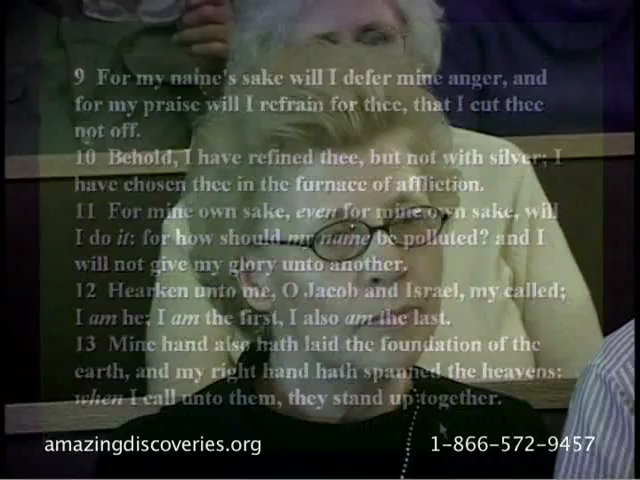 9 For my name's sake will I defer mine anger, and
for my praise will I refrain for thee, that I cut thee
not off.
10 Behold, I have refined thee, but not with silver; I
have chosen thee in the furnace of affliction.
11 For mine own sake, even for mine own sake, will
I do it: for how should my name be polluted? and I
will not give my glory unto another.
12 Hearken unto me, O Jacob and Israel, my called;
I am he; I am the first, I also am the last.
13 Mine hand also hath laid the foundation of the
earth, and my right hand hath spanned the heavens:
when I call unto them, they stand up together.
amazingdiscoveries.org 1-866-572-9457